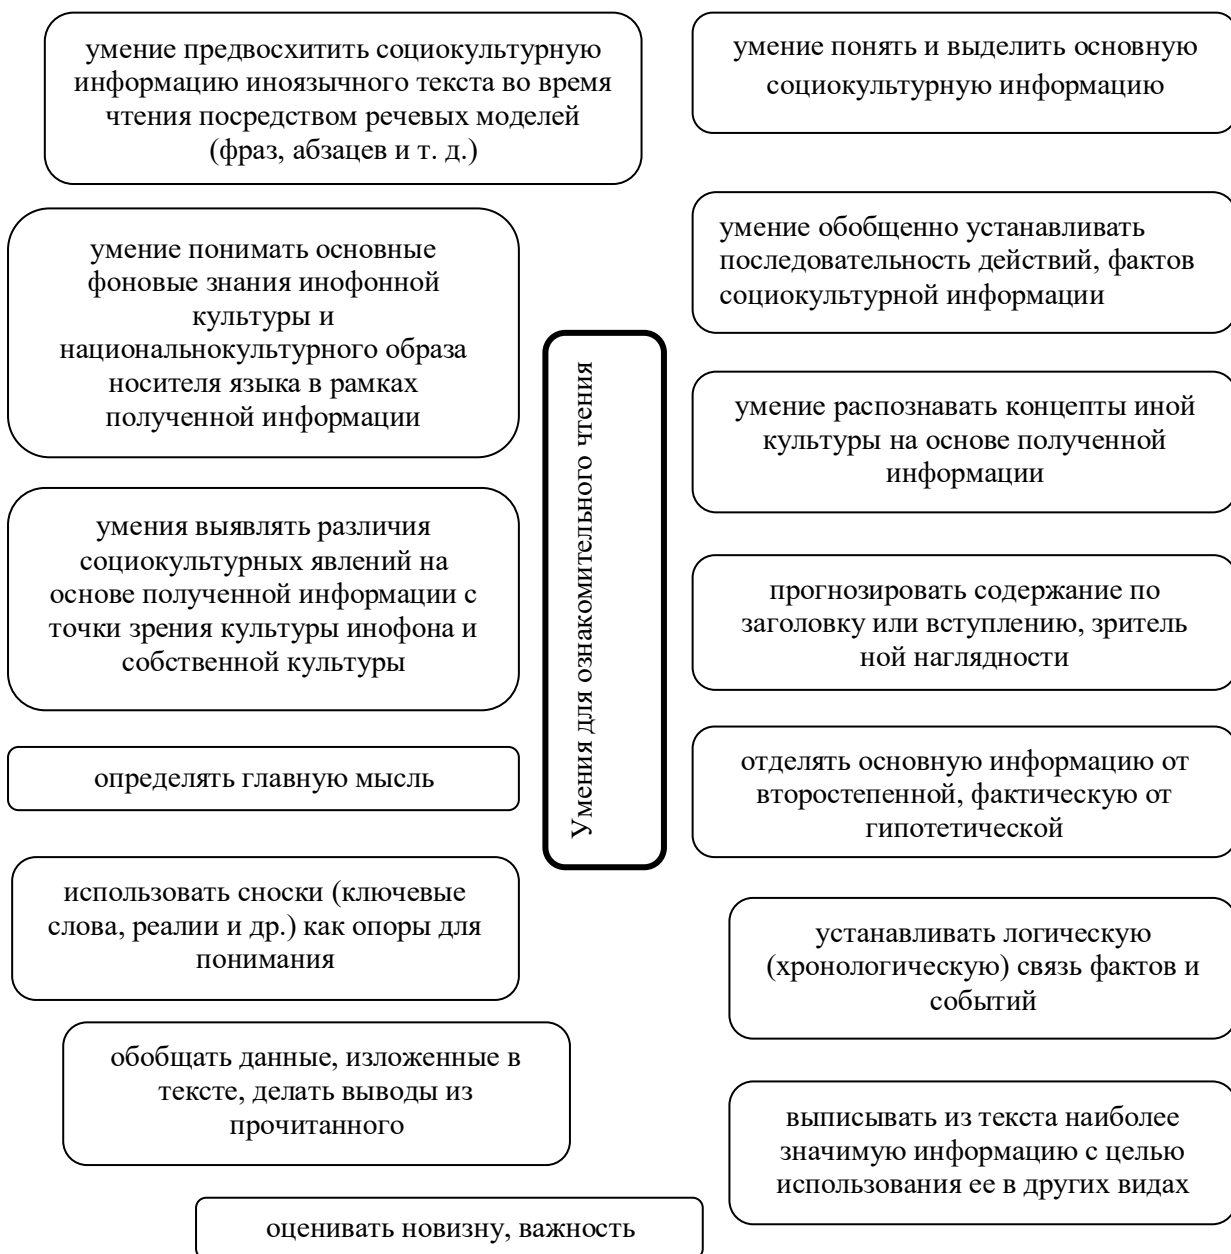 умение предвосхитить социокультурную
информацию иноязычного текста во время
чтения посредством речевых моделей
(фраз, абзацев и т. д.)
умение понять и выделить основную
социокультурную информацию
умение понимать основные
фоновые знания инофонной
культуры и
национальнокультурного образа
носителя языка в рамках
полученной информации
умение обобщенно устанавливать
последовательность действий, фактов
социокультурной информации
Умения для ознакомительного чтения
умение распознавать концепты иной
культуры на основе полученной
информации
умения выявлять различия
социокультурных явлений на
основе полученной информации с
точки зрения культуры инофона и
собственной культуры
прогнозировать содержание по
заголовку или вступлению, зритель
ной наглядности
определять главную мысль
отделять основную информацию от
второстепенной, фактическую от
гипотетической
использовать сноски (ключевые
слова, реалии и др.) как опоры для
понимания
устанавливать логическую
(хронологическую) связь фактов и
событий
обобщать данные, изложенные в
тексте, делать выводы из
прочитанного
выписывать из текста наиболее
значимую информацию с целью
использования ее в других видах
оценивать новизну, важность